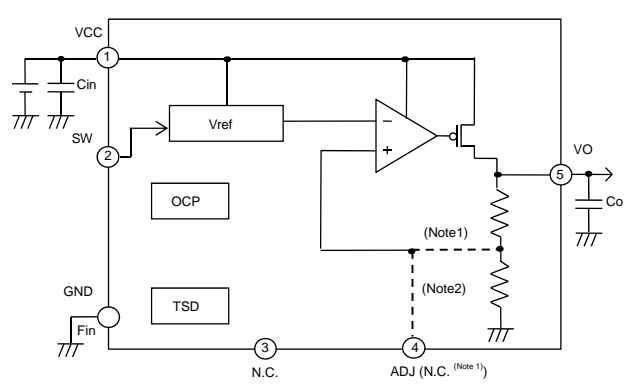 VCC
1
Cin
Vref
SW
2
−
+
VO
5
Co
OCP
(Note1)
(Note2)
GND
TSD
Fin
3
4
N.C.
ADJ (N.C. (Note 1))